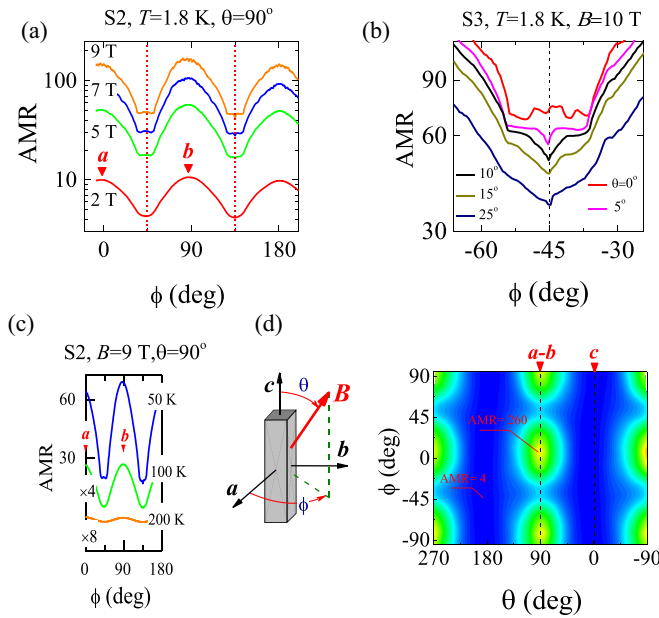 (a)
S2, T=1.8 K, θ=90°
9 T
7 T
5 T
2 T
a
b
100
10
AMR
0
90
180
ϕ (deg)
(b)
S3, T=1.8 K, B=10 T
90
60
30
AMR
10°
15°
25°
θ=0°
5°
-60
-45
-30
ϕ (deg)
(c)
S2, B=9 T,θ=90°
60
30
AMR
a
b
50 K
100 K
200 K
×4
×8
0
90
180
ϕ (deg)
(d)
c
θ
B
b
a
ϕ
a-b
c
90
45
0
-45
-90
ϕ (deg)
AMR= 260
AMR= 4
270
180
90
0
-90
θ (deg)